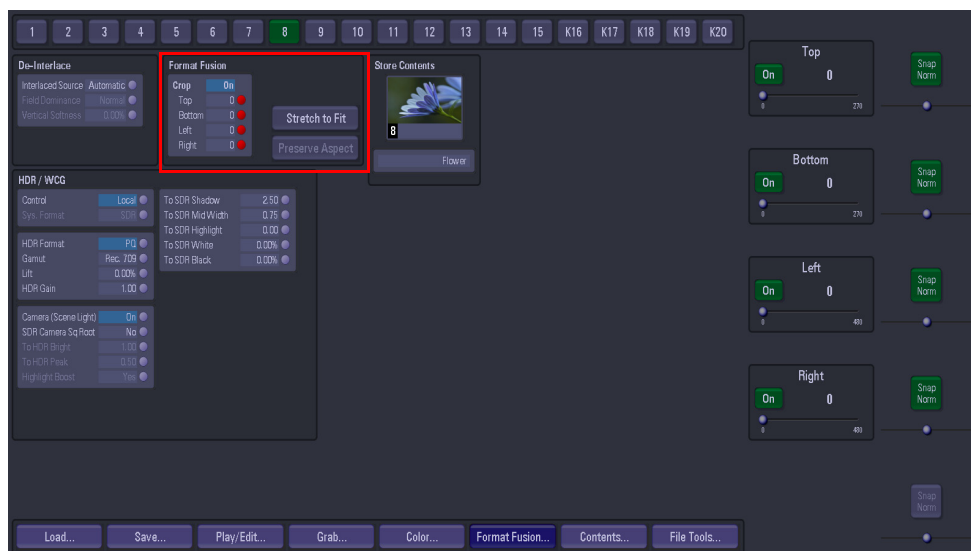 1 2 3 4 5 6 7 8 9 10 11 12 13 14 15 K16 K17 K18 K19 K20
De-Interlace
Interlaced Source Automatic
Field Dominance Normal
Vertical Softness 0.00%
Format Fusion
Crop On
Top 0
Bottom 0
Left 0
Right 0
Stretch to Fit
Preserve Aspect
Store Contents
8
Flower
HDR / WCG
Control Local
Sys. Format SDR
HDR Format PQ
Gamut Rec. 709
Lift 0.00%
HDR Gain 1.00
Camera (Scene Light) On
SDR Camera Sq Root No
To HDR Bright 1.00
To HDR Peak 0.50
Highlight Boost Yes
To SDR Shadow 2.50
To SDR Mid Width 0.75
To SDR Highlight 0.00
To SDR White 0.00%
To SDR Black 0.00%
Top
On 0
0 270
Snap
Norm
Bottom
On 0
0 270
Snap
Norm
Left
On 0
0 480
Snap
Norm
Right
On 0
0 480
Snap
Norm
Snap
Norm
Load... Save... Play/Edit... Grab... Color... Format Fusion... Contents... File Tools...